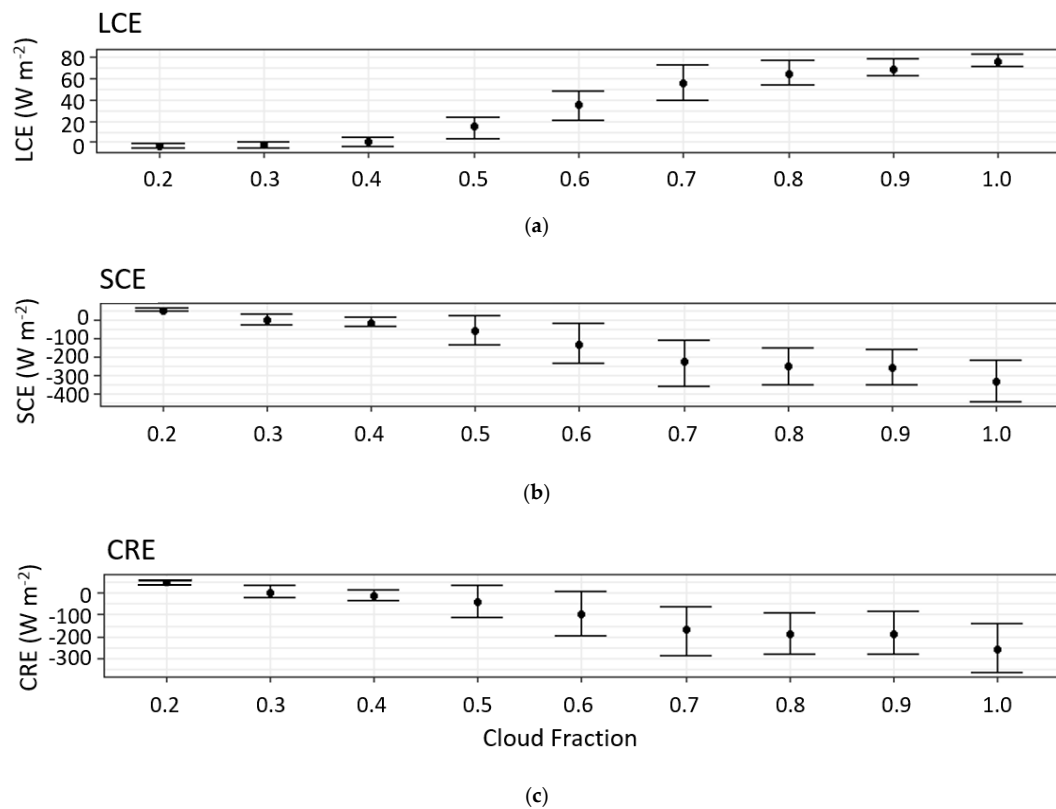 LCE
LCE (W m⁻²)
80
60
40
20
0
0.2 0.3 0.4 0.5 0.6 0.7 0.8 0.9 1.0
(a)
SCE
SCE (W m⁻²)
0
-100
-200
-300
-400
0.2 0.3 0.4 0.5 0.6 0.7 0.8 0.9 1.0
(b)
CRE
CRE (W m⁻²)
0
-100
-200
-300
0.2 0.3 0.4 0.5 0.6 0.7 0.8 0.9 1.0
Cloud Fraction
(c)